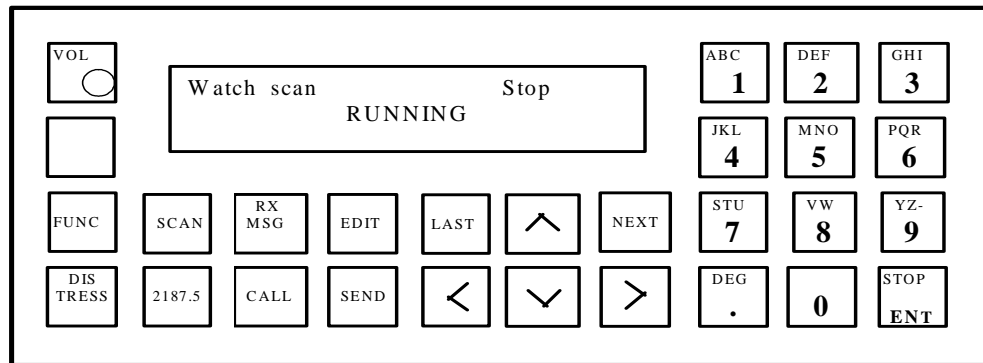 VOL
Watch scan Stop
RUNNING
ABC DEF GHI
1 2 3
JKL MNO PQR
4 5 6
FUNC SCAN RX MSG EDIT LAST NEXT
STU VW YZ-
7 8 9
DIS TRESS 2187.5 CALL SEND
DEG STOP
. 0 ENT